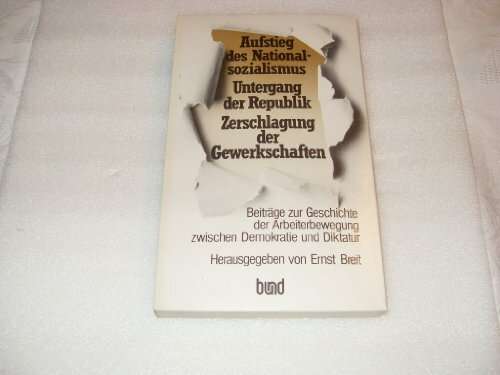 Aufstieg
des National-
sozialismus
Untergang
der Republik
Zerschlagung
der
Gewerkschaften
Beiträge zur Geschichte
der Arbeiterbewegung
zwischen Demokratie und Diktatur
Herausgegeben von Ernst Breit
bund